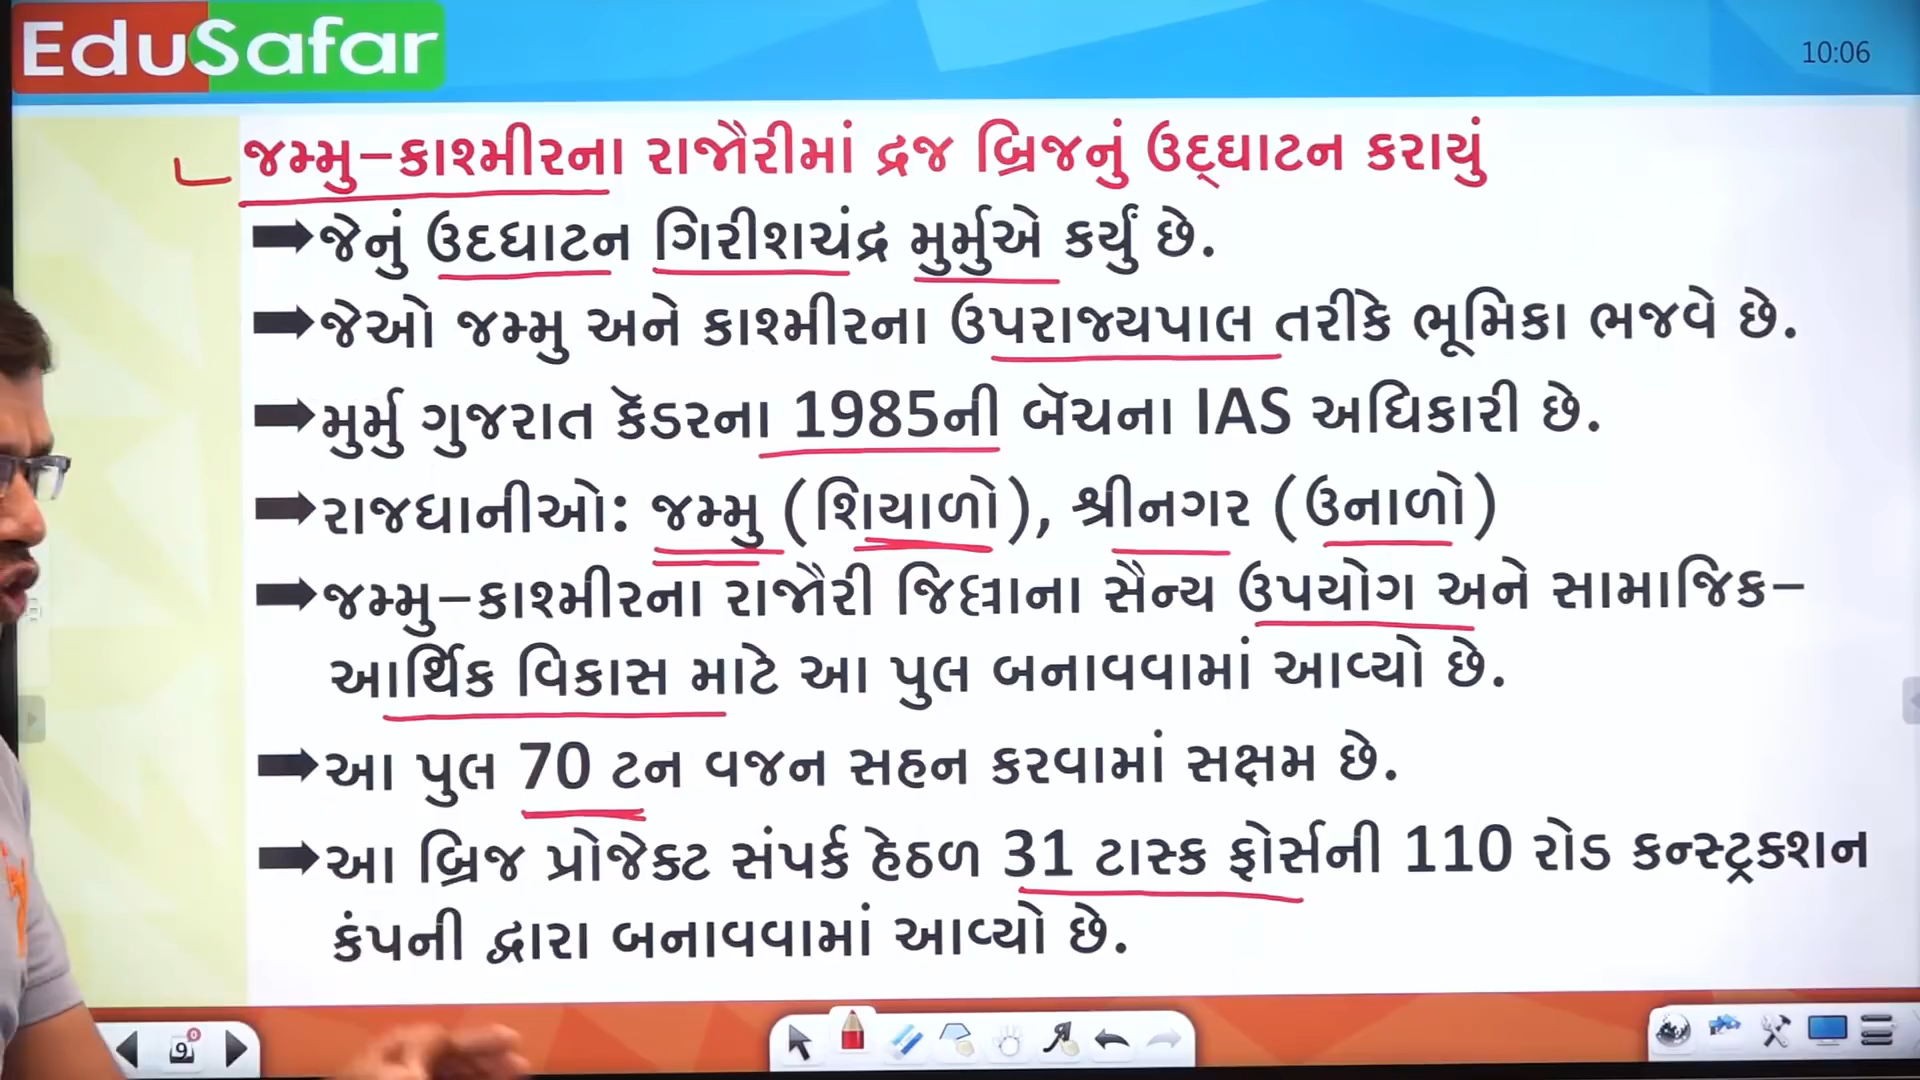 EduSafar
10:06
જમ્મુ–કાશ્મીરના રાજૌરીમાં દ્રજ બ્રિજનું ઉદ્‌ઘાટન કરાયું
➡જેનું ઉદઘાટન ગિરીશચંદ્ર મુર્મુએ કર્યું છે.
➡જેઓ જમ્મુ અને કાશ્મીરના ઉપરાજ્યપાલ તરીકે ભૂમિકા ભજવે છે.
➡મુર્મુ ગુજરાત કૅડરના 1985ની બૅચના IAS અધિકારી છે.
➡રાજધાનીઓ: જમ્મુ (શિયાળો), શ્રીનગર (ઉનાળો)
➡જમ્મુ–કાશ્મીરના રાજૌરી જિલ્લાના સૈન્ય ઉપયોગ અને સામાજિક–
આર્થિક વિકાસ માટે આ પુલ બનાવવામાં આવ્યો છે.
➡આ પુલ 70 ટન વજન સહન કરવામાં સક્ષમ છે.
➡આ બ્રિજ પ્રોજેક્ટ સંપર્ક હેઠળ 31 ટાસ્ક ફોર્સની 110 રોડ કન્સ્ટ્રક્શન
કંપની દ્વારા બનાવવામાં આવ્યો છે.
9
0